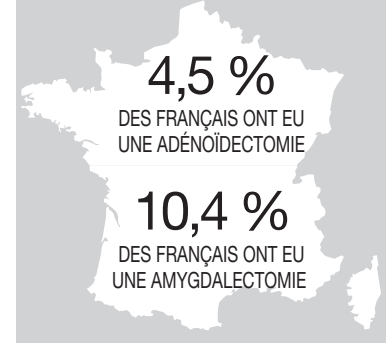 4,5 %
DES FRANÇAIS ONT EU
UNE ADÉNOÏDECTOMIE
10,4 %
DES FRANÇAIS ONT EU
UNE AMYGDALECTOMIE